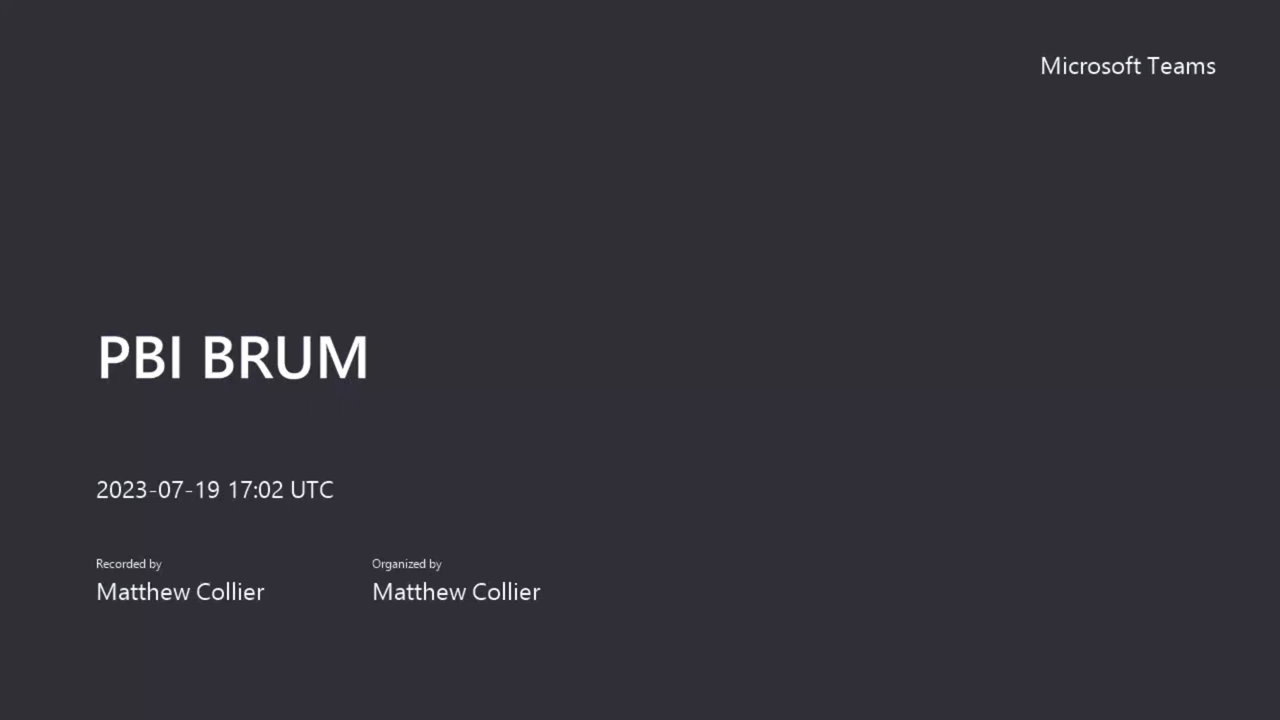 Microsoft Teams
PBI BRUM
2023-07-19 17:02 UTC
Recorded by
Matthew Collier
Organized by
Matthew Collier